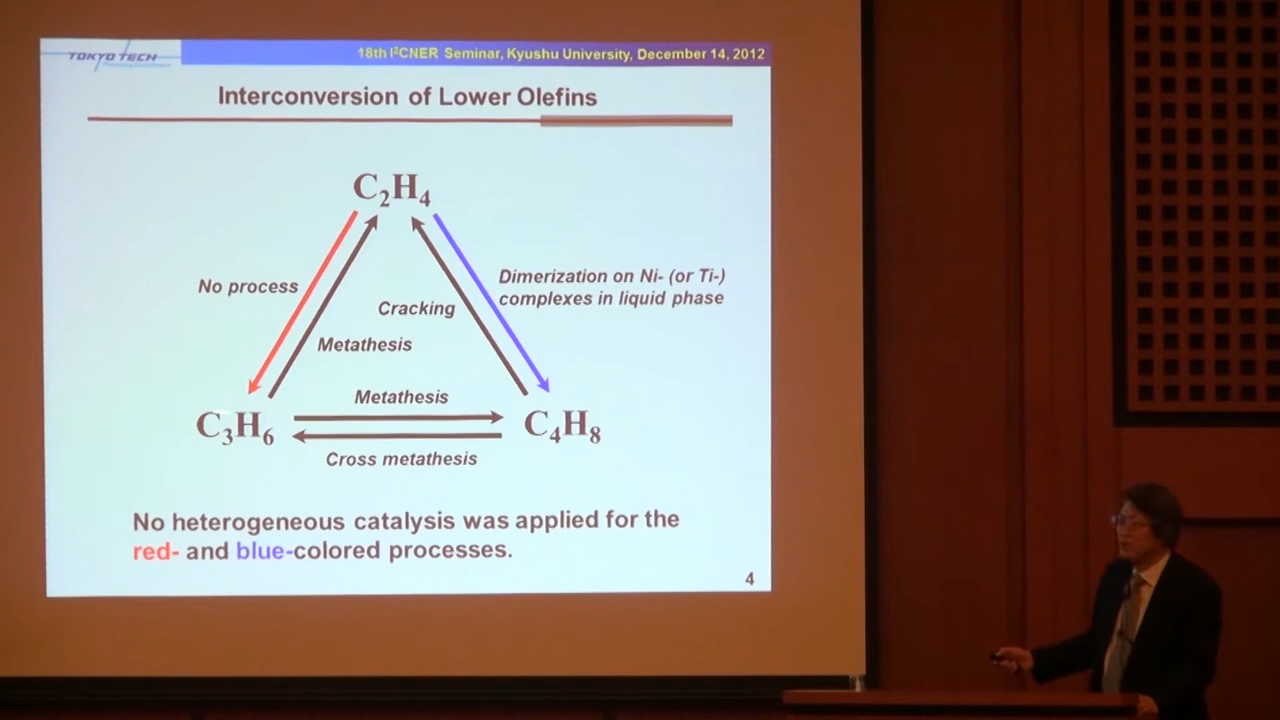 TOKYO TECH
18th I²CNER Seminar, Kyushu University, December 14, 2012
Interconversion of Lower Olefins
C₂H₄
No process
Dimerization on Ni- (or Ti-)
complexes in liquid phase
Cracking
Metathesis
Metathesis
C₃H₆
C₄H₈
Cross metathesis
No heterogeneous catalysis was applied for the
red- and blue-colored processes.
4